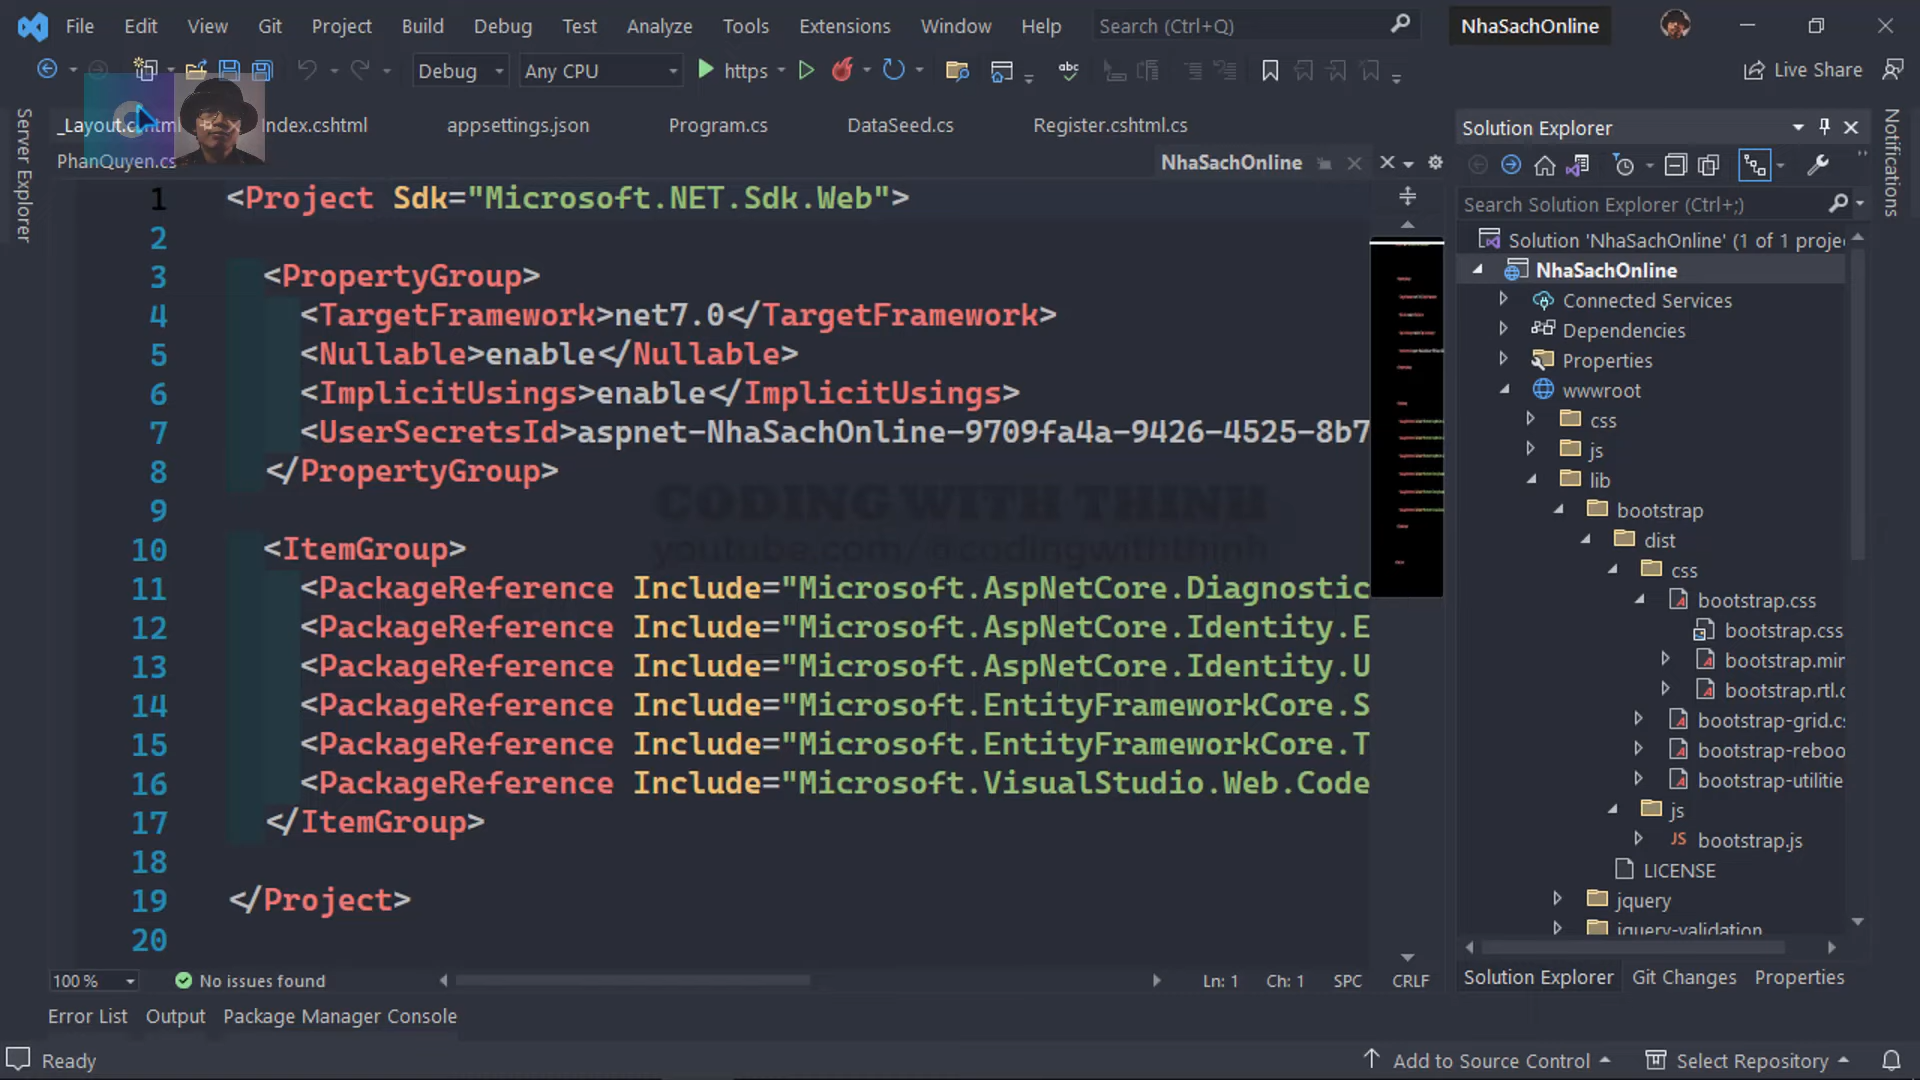 File Edit View Git Project Build Debug Test Analyze Tools Extensions Window Help Search (Ctrl+Q) NhaSachOnline
Debug Any CPU https Live Share
Server Explorer
Index.cshtml appsettings.json Program.cs DataSeed.cs Register.cshtml.cs
PhanQuyen.cs NhaSachOnline
1 <Project Sdk="Microsoft.NET.Sdk.Web">
2
3 <PropertyGroup>
4 <TargetFramework>net7.0</TargetFramework>
5 <Nullable>enable</Nullable>
6 <ImplicitUsings>enable</ImplicitUsings>
7 <UserSecretsId>aspnet-NhaSachOnline-9709fa4a-9426-4525-8b7
8 </PropertyGroup>
9
CODING WITH THINH
youtube.com/@codingwiththinh
10 <ItemGroup>
11 <PackageReference Include="Microsoft.AspNetCore.Diagnostic
12 <PackageReference Include="Microsoft.AspNetCore.Identity.E
13 <PackageReference Include="Microsoft.AspNetCore.Identity.U
14 <PackageReference Include="Microsoft.EntityFrameworkCore.S
15 <PackageReference Include="Microsoft.EntityFrameworkCore.T
16 <PackageReference Include="Microsoft.VisualStudio.Web.Code
17 </ItemGroup>
18
19 </Project>
20
100 % No issues found Ln: 1 Ch: 1 SPC CRLF
Error List Output Package Manager Console
Solution Explorer
Search Solution Explorer (Ctrl+;)
Solution 'NhaSachOnline' (1 of 1 proje
NhaSachOnline
Connected Services
Dependencies
Properties
wwwroot
css
js
lib
bootstrap
dist
css
bootstrap.css
bootstrap.css
bootstrap.mir
bootstrap.rtl.c
bootstrap-grid.cs
bootstrap-reboo
bootstrap-utilitie
js
bootstrap.js
LICENSE
jquery
jquery-validation
Solution Explorer Git Changes Properties
Notifications
Ready Add to Source Control Select Repository